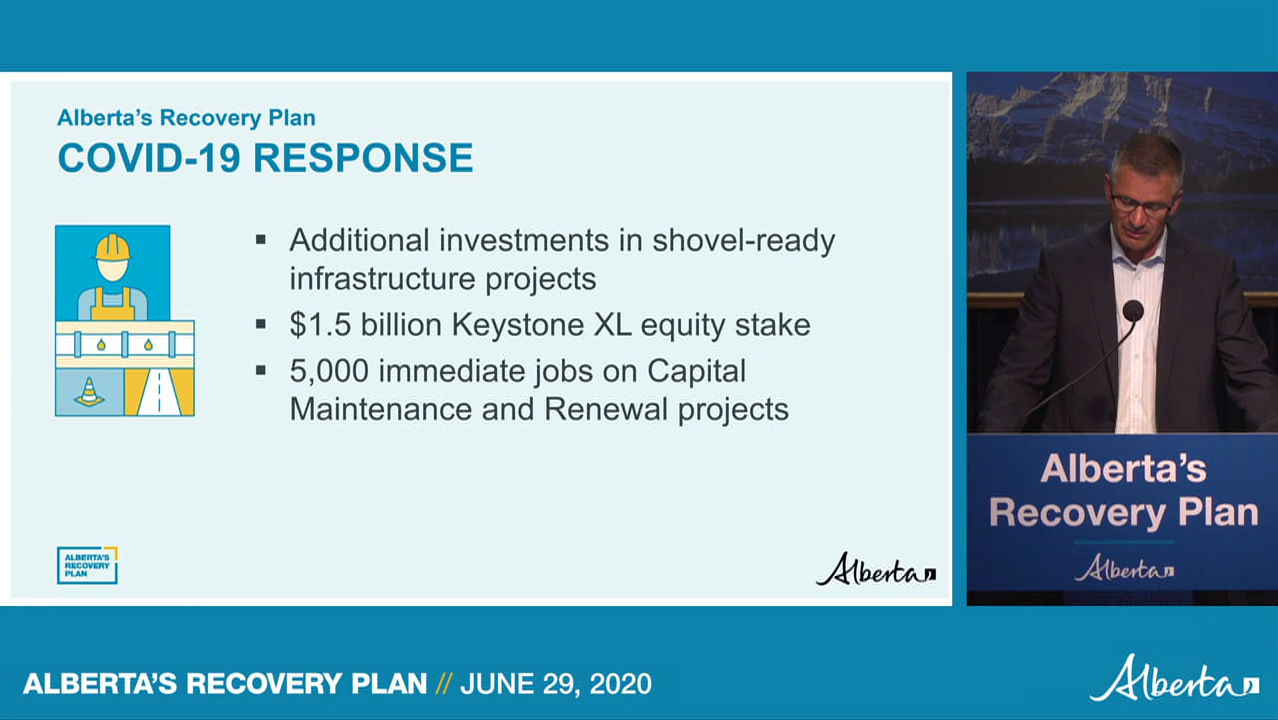 Alberta's Recovery Plan
COVID-19 RESPONSE
▪ Additional investments in shovel-ready
infrastructure projects
▪ $1.5 billion Keystone XL equity stake
▪ 5,000 immediate jobs on Capital
Maintenance and Renewal projects
ALBERTA'S
RECOVERY
PLAN
Alberta
Alberta's
Recovery Plan
Alberta
ALBERTA'S RECOVERY PLAN // JUNE 29, 2020
Alberta